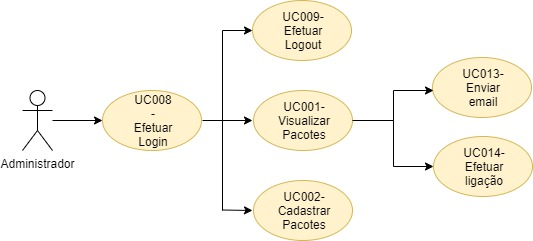 UC009-
Efetuar
Logout
UC013-
Enviar
email
UC008
-
Efetuar
Login
UC001-
Visualizar
Pacotes
Administrador
UC014-
Efetuar
ligação
UC002-
Cadastrar
Pacotes